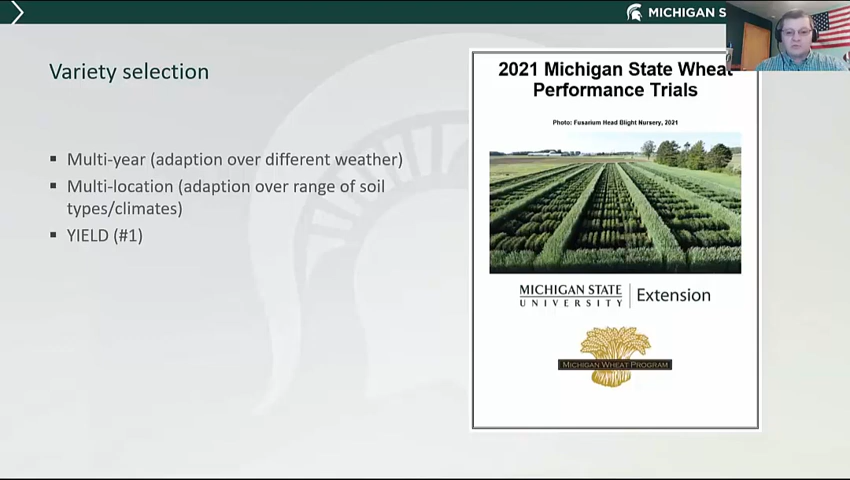 MICHIGAN S
Variety selection
▪ Multi-year (adaption over different weather)
▪ Multi-location (adaption over range of soil
types/climates)
▪ YIELD (#1)
2021 Michigan State Wheat
Performance Trials
Photo: Fusarium Head Blight Nursery, 2021
MICHIGAN STATE
UNIVERSITY
Extension
MICHIGAN WHEAT PROGRAM